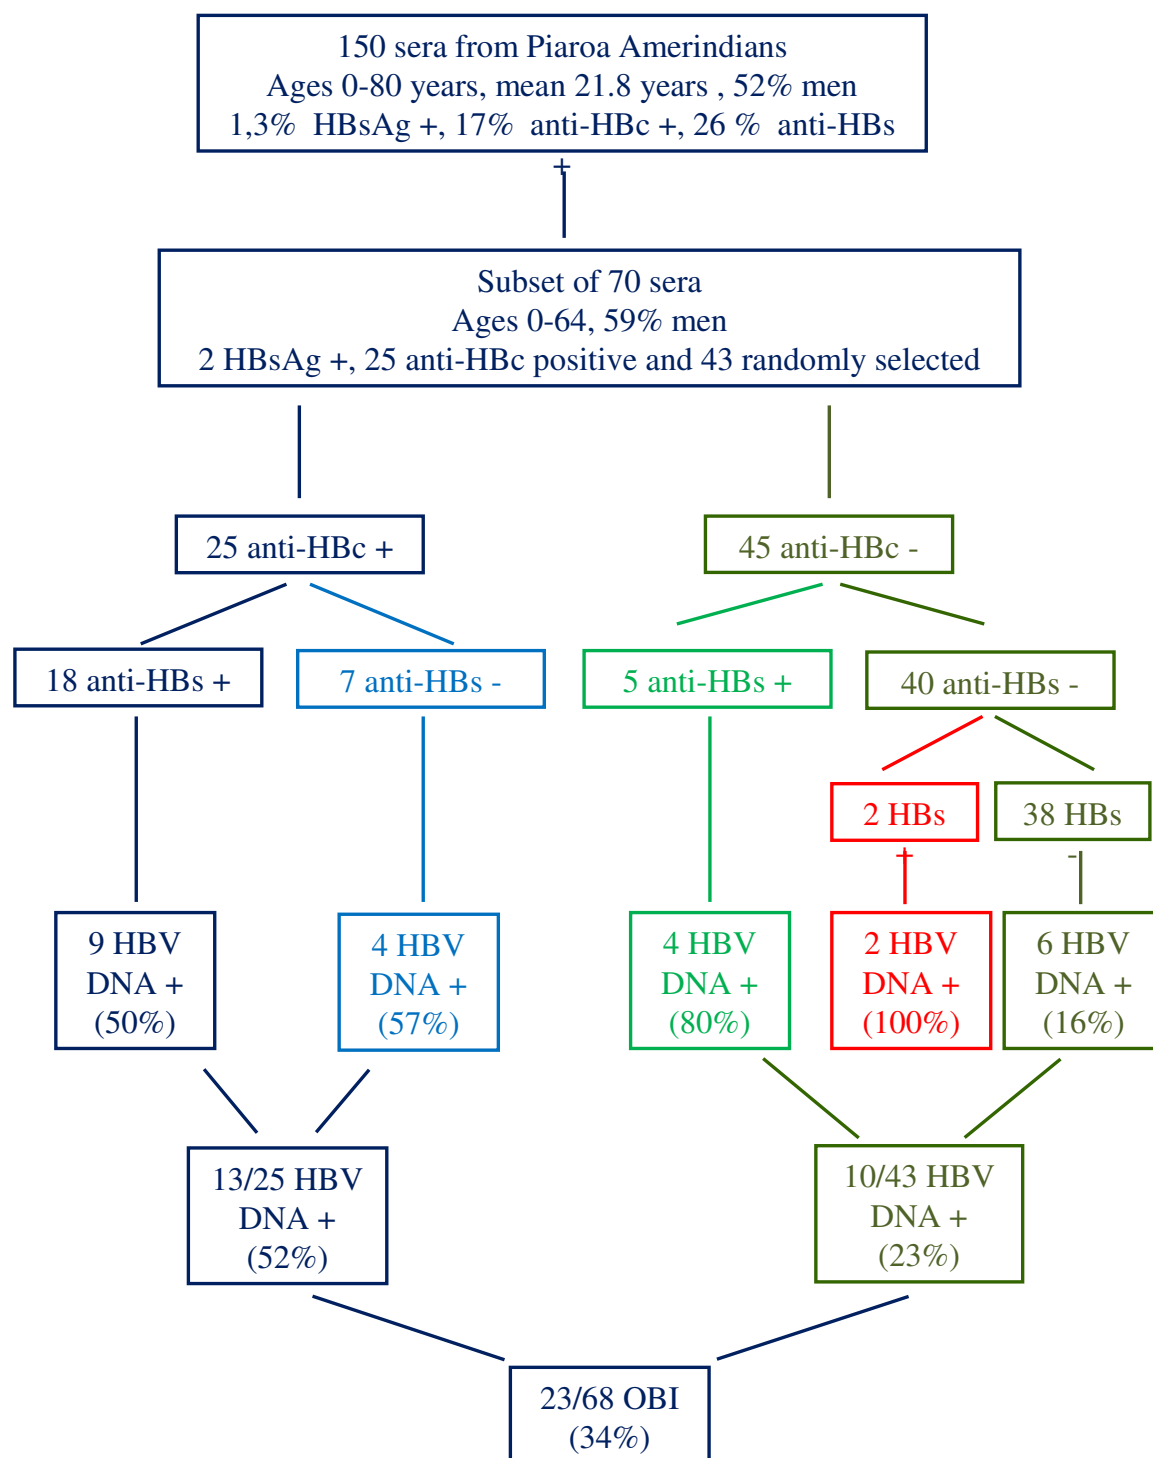 150 sera from Piaroa Amerindians
Ages 0-80 years, mean 21.8 years , 52% men
1,3% HBsAg +, 17% anti-HBc +, 26 % anti-HBs
+
Subset of 70 sera
Ages 0-64, 59% men
2 HBsAg +, 25 anti-HBc positive and 43 randomly selected
25 anti-HBc +
45 anti-HBc -
18 anti-HBs +
7 anti-HBs -
5 anti-HBs +
40 anti-HBs -
2 HBs
+
38 HBs
-
9 HBV
DNA +
(50%)
4 HBV
DNA +
(57%)
4 HBV
DNA +
(80%)
2 HBV
DNA +
(100%)
6 HBV
DNA +
(16%)
13/25 HBV
DNA +
(52%)
10/43 HBV
DNA +
(23%)
23/68 OBI
(34%)